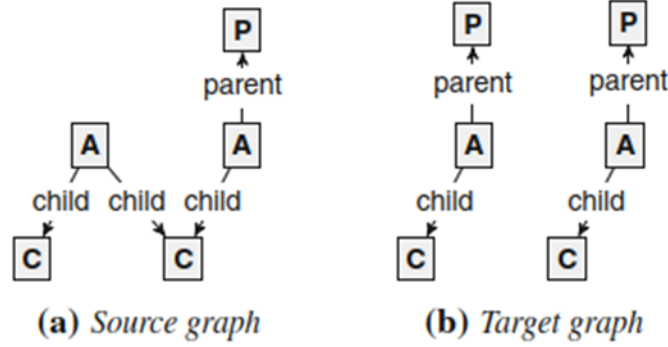 P P P
parent parent parent
A A A A
child child child child child
C C C C
(a) Source graph (b) Target graph